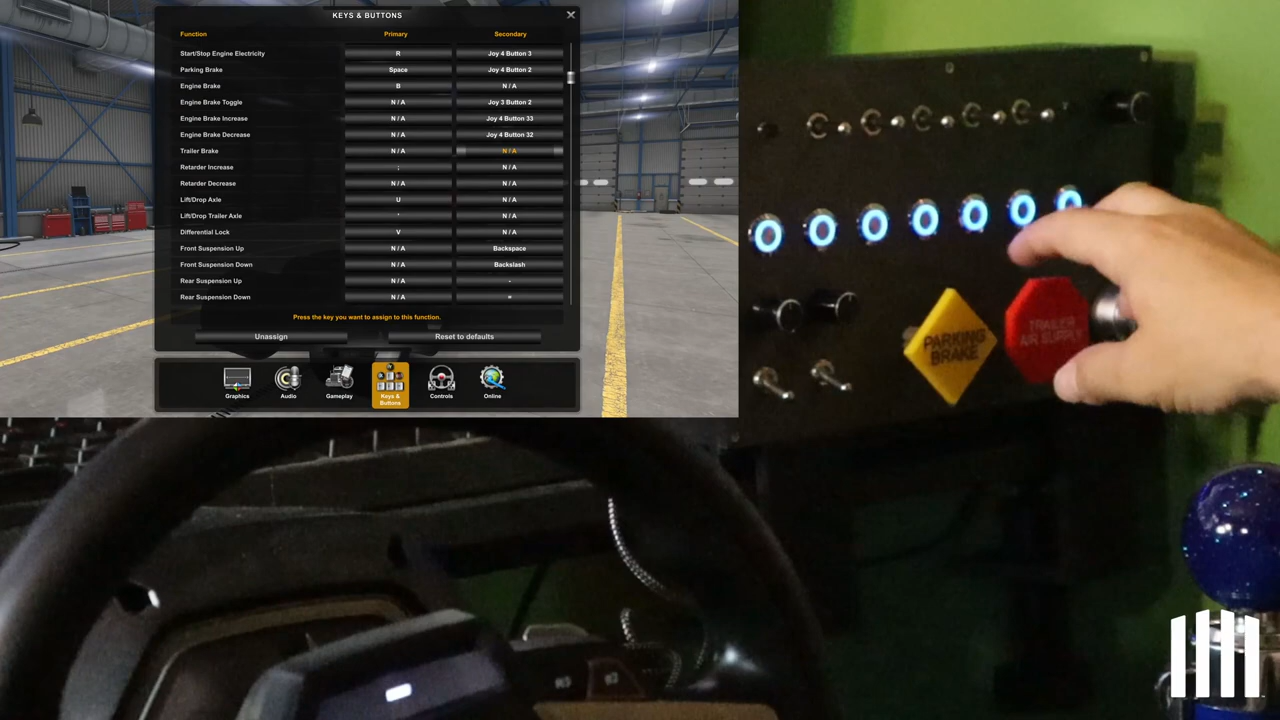 KEYS & BUTTONS
Function Primary Secondary
Start/Stop Engine Electricity R Joy 4 Button 3
Parking Brake Space Joy 4 Button 2
Engine Brake B N/A
Engine Brake Toggle N/A Joy 3 Button 2
Engine Brake Increase N/A Joy 4 Button 33
Engine Brake Decrease N/A Joy 4 Button 32
Trailer Brake N/A N/A
Retarder Increase ; N/A
Retarder Decrease N/A N/A
Lift/Drop Axle U N/A
Lift/Drop Trailer Axle ' N/A
Differential Lock V N/A
Front Suspension Up N/A Backspace
Front Suspension Down N/A Backslash
Rear Suspension Up N/A -
Rear Suspension Down N/A =
Press the key you want to assign to this function.
Unassign Reset to defaults
Graphics Audio Gameplay Keys & Buttons Controls Online
PARKING
BRAKE
TRAILER
AIR SUPPLY